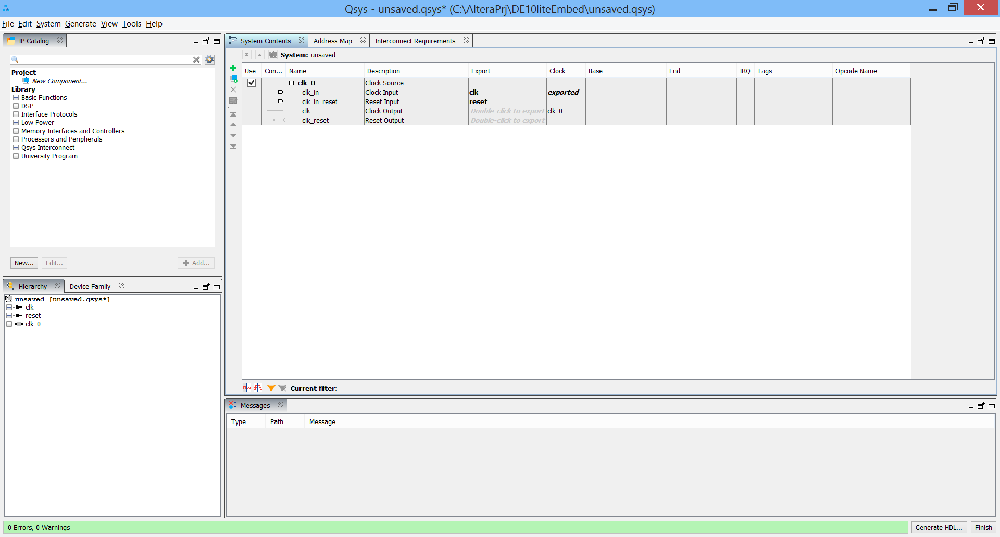 Qsys - unsaved.qsys* (C:\AlteraPrj\DE10liteEmbed\unsaved.qsys)
File Edit System Generate View Tools Help
IP Catalog
Project
New Component...
Library
Basic Functions
DSP
Interface Protocols
Low Power
Memory Interfaces and Controllers
Processors and Peripherals
Qsys Interconnect
University Program
New... Edit... Add...
Hierarchy Device Family
unsaved [unsaved.qsys*]
clk
reset
clk_0
System Contents Address Map Interconnect Requirements
System: unsaved
Use Con... Name Description Export Clock Base End IRQ Tags Opcode Name
clk_0 Clock Source
clk_in Clock Input clk exported
clk_in_reset Reset Input reset
clk Clock Output Double-click to export clk_0
clk_reset Reset Output Double-click to export
Current filter:
Messages
Type Path Message
0 Errors, 0 Warnings Generate HDL... Finish